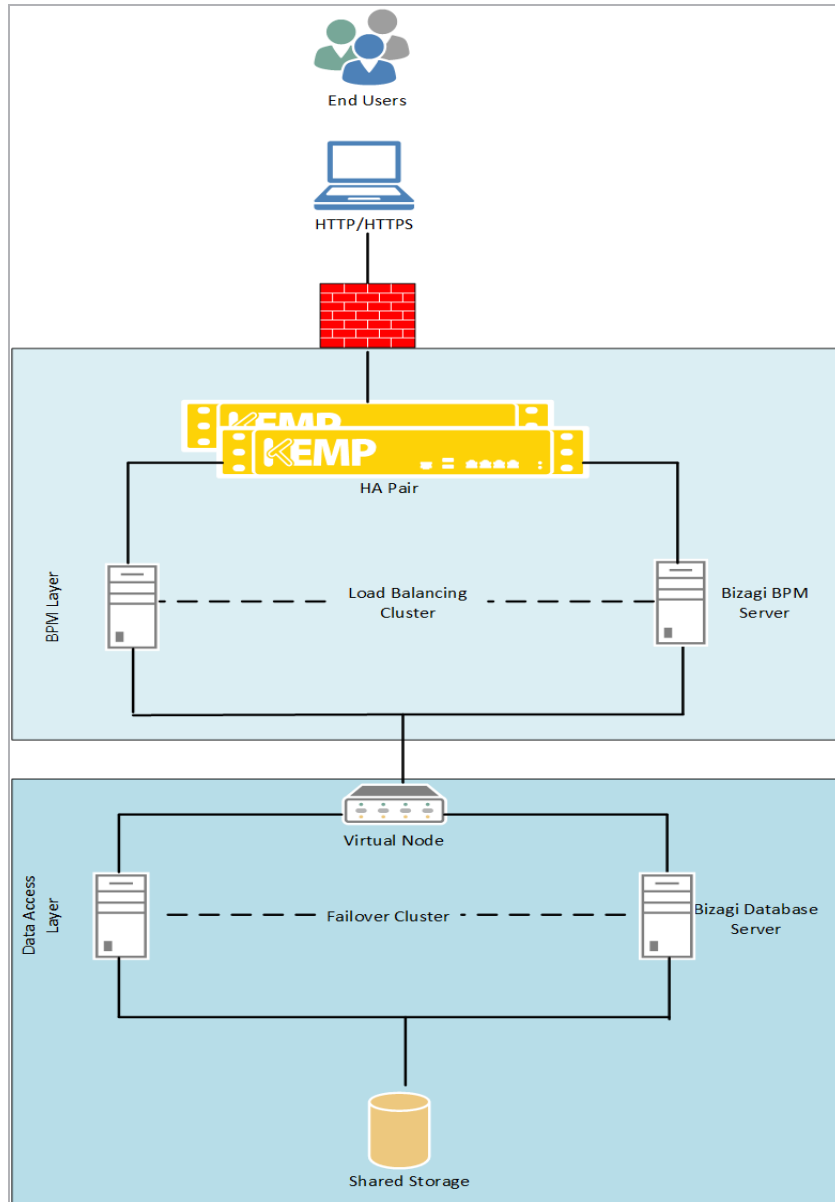 End Users
HTTP/HTTPS
KEMP
KEMP
HA Pair
BPM Layer
Load Balancing
Cluster
Bizagi BPM
Server
Virtual Node
Data Access
Layer
Failover Cluster
Bizagi Database
Server
Shared Storage